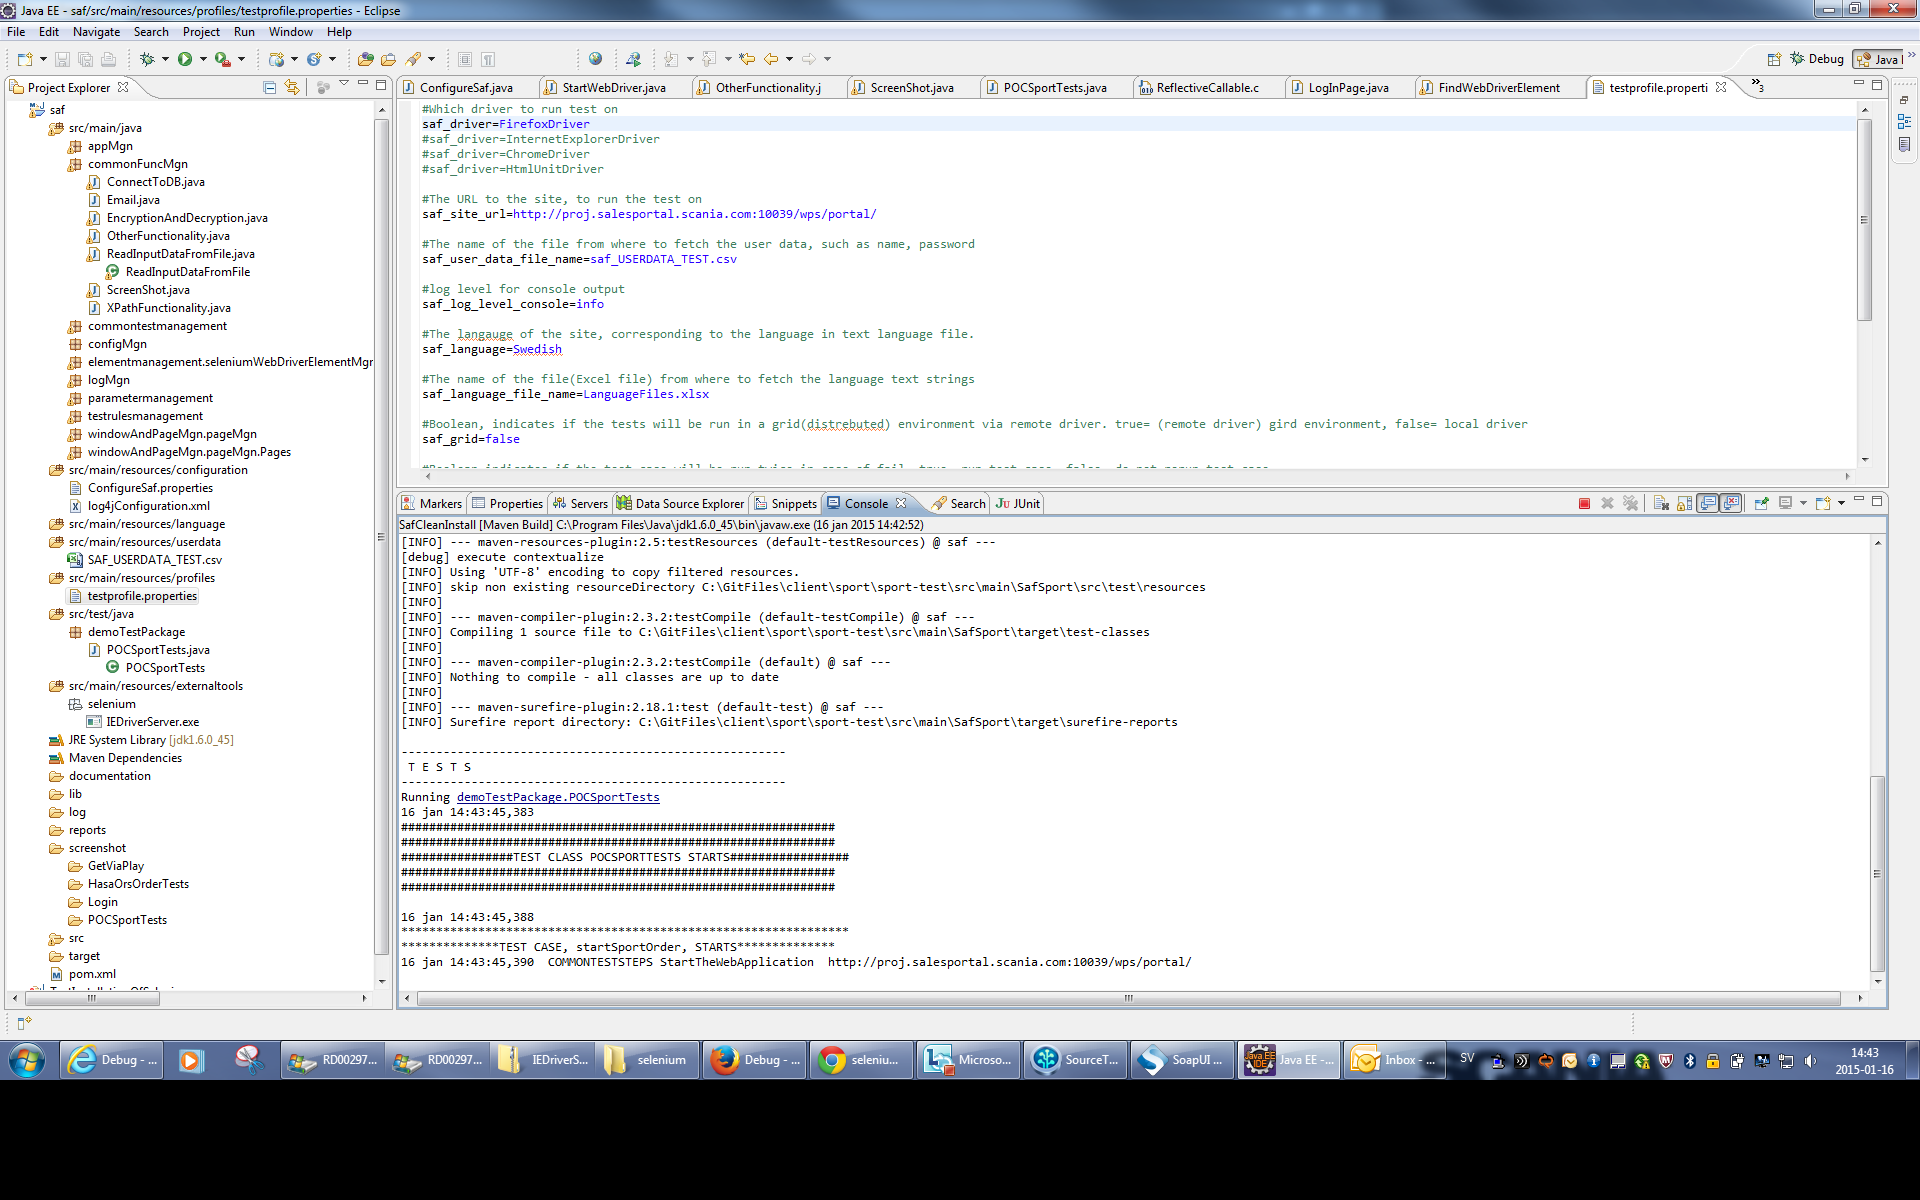 Java EE - saf/src/main/resources/profiles/testprofile.properties - Eclipse
File Edit Navigate Search Project Run Window Help
Debug Java
Project Explorer
saf
src/main/java
appMgn
commonFuncMgn
ConnectToDB.java
Email.java
EncryptionAndDecryption.java
OtherFunctionality.java
ReadInputDataFromFile.java
ReadInputDataFromFile
ScreenShot.java
XPathFunctionality.java
commontestmanagement
configMgn
elementmanagement.seleniumWebDriverElementMgr
logMgn
parametermanagement
testrulesmanagement
windowAndPageMgn.pageMgn
windowAndPageMgn.pageMgn.Pages
src/main/resources/configuration
ConfigureSaf.properties
log4jConfiguration.xml
src/main/resources/language
src/main/resources/userdata
SAF_USERDATA_TEST.csv
src/main/resources/profiles
testprofile.properties
src/test/java
demoTestPackage
POCSportTests.java
POCSportTests
src/main/resources/externaltools
selenium
IEDriverServer.exe
JRE System Library [jdk1.6.0_45]
Maven Dependencies
documentation
lib
log
reports
screenshot
GetViaPlay
HasaOrsOrderTests
Login
POCSportTests
src
target
pom.xml
ConfigureSaf.java StartWebDriver.java OtherFunctionality.j ScreenShot.java POCSportTests.java ReflectiveCallable.c LogInPage.java FindWebDriverElement testprofile.properti »3
#Which driver to run test on
saf_driver=FirefoxDriver
#saf_driver=InternetExplorerDriver
#saf_driver=ChromeDriver
#saf_driver=HtmlUnitDriver
#The URL to the site, to run the test on
saf_site_url=http://proj.salesportal.scania.com:10039/wps/portal/
#The name of the file from where to fetch the user data, such as name, password
saf_user_data_file_name=saf_USERDATA_TEST.csv
#log level for console output
saf_log_level_console=info
#The langauge of the site, corresponding to the language in text language file.
saf_language=Swedish
#The name of the file(Excel file) from where to fetch the language text strings
saf_language_file_name=LanguageFiles.xlsx
#Boolean, indicates if the tests will be run in a grid(distrebuted) environment via remote driver. true= (remote driver) gird environment, false= local driver
saf_grid=false
Markers Properties Servers Data Source Explorer Snippets Console Search JUnit
SafCleanInstall [Maven Build] C:\Program Files\Java\jdk1.6.0_45\bin\javaw.exe (16 jan 2015 14:42:52)
[INFO] --- maven-resources-plugin:2.5:testResources (default-testResources) @ saf ---
[debug] execute contextualize
[INFO] Using 'UTF-8' encoding to copy filtered resources.
[INFO] skip non existing resourceDirectory C:\GitFiles\client\sport\sport-test\src\main\SafSport\src\test\resources
[INFO]
[INFO] --- maven-compiler-plugin:2.3.2:testCompile (default-testCompile) @ saf ---
[INFO] Compiling 1 source file to C:\GitFiles\client\sport\sport-test\src\main\SafSport\target\test-classes
[INFO]
[INFO] --- maven-compiler-plugin:2.3.2:testCompile (default) @ saf ---
[INFO] Nothing to compile - all classes are up to date
[INFO]
[INFO] --- maven-surefire-plugin:2.18.1:test (default-test) @ saf ---
[INFO] Surefire report directory: C:\GitFiles\client\sport\sport-test\src\main\SafSport\target\surefire-reports
-------------------------------------------------------
T E S T S
-------------------------------------------------------
Running demoTestPackage.POCSportTests
16 jan 14:43:45,383
##############################################################
##############################################################
################TEST CLASS POCSPORTTESTS STARTS#################
##############################################################
##############################################################
16 jan 14:43:45,388
****************************************************************
**************TEST CASE, startSportOrder, STARTS**************
16 jan 14:43:45,390 COMMONTESTSTEPS StartTheWebApplication http://proj.salesportal.scania.com:10039/wps/portal/
Debug - ... RD00297... RD00297... IEDriverS... selenium Debug - ... seleniu... Microso... SourceT... SoapUI ... Java EE -... Inbox - ... SV
14:43
2015-01-16